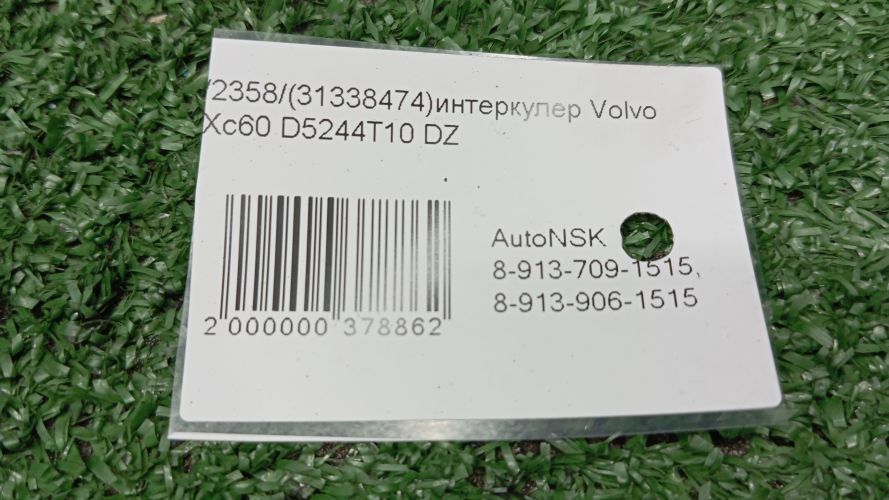 /2358/(31338474)интеркулер Volvo
Xc60 D5244T10 DZ
AutoNSK
8-913-709-1515,
8-913-906-1515
2 000000 378862